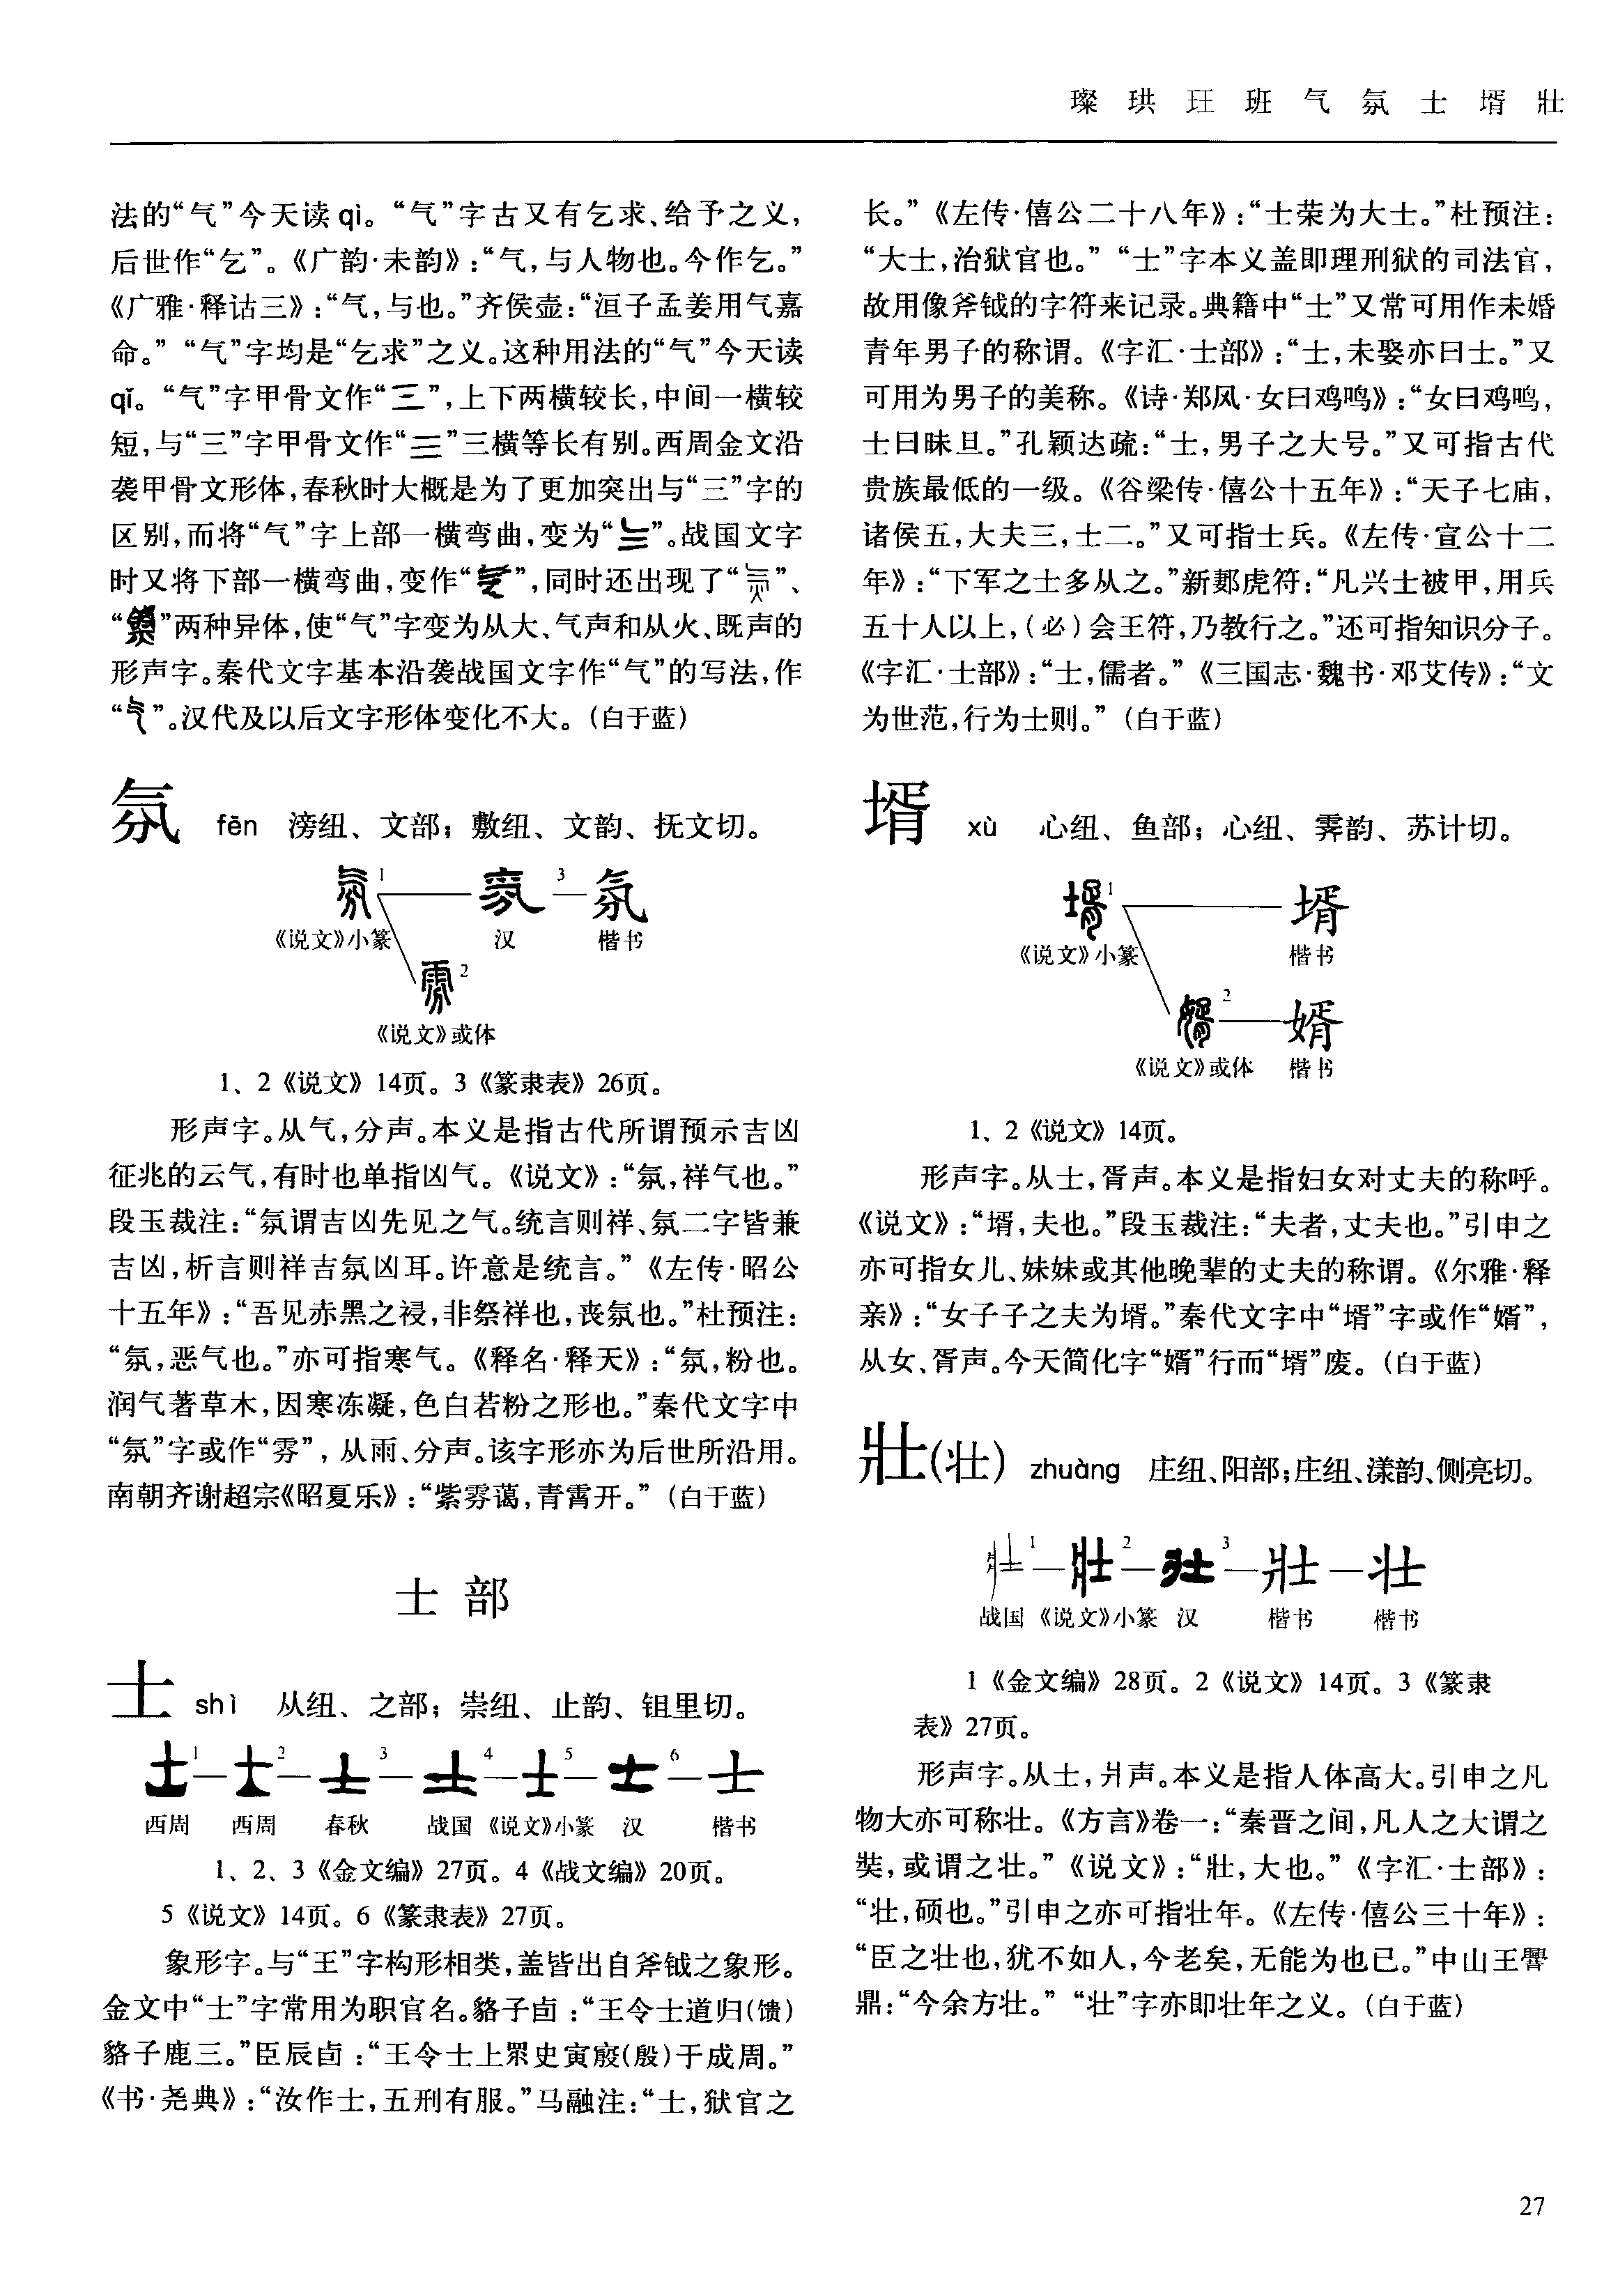 璨 珙 玨 班 气 氛 士 壻 壯
法的“气”今天读 qì。“气”字古又有乞求、给予之义,
后世作“乞”。《广韵·未韵》:“气,与人物也。今作乞。”
《广雅·释诂三》:“气,与也。”齐侯壶:“洹子孟姜用气嘉
命。”“气”字均是“乞求”之义。这种用法的“气”今天读
qǐ。“气”字甲骨文作“”,上下两横较长,中间一横较
短,与“三”字甲骨文作“”三横等长有别。西周金文沿
袭甲骨文形体,春秋时大概是为了更加突出与“三”字的
区别,而将“气”字上部一横弯曲,变为“”。战国文字
时又将下部一横弯曲,变作“”,同时还出现了“”、
“”两种异体,使“气”字变为从大、气声和从火、既声的
形声字。秦代文字基本沿袭战国文字作“气”的写法,作
“”。汉代及以后文字形体变化不大。(白于蓝)
氛 fēn 滂纽、文部；敷纽、文韵、抚文切。
氛 1 — 氛 3 — 氛
《说文》小篆 汉 楷书
雰 2
《说文》或体
1、2《说文》14页。3《篆隶表》26页。
形声字。从气,分声。本义是指古代所谓预示吉凶
征兆的云气,有时也单指凶气。《说文》:“氛,祥气也。”
段玉裁注:“氛谓吉凶先见之气。统言则祥、氛二字皆兼
吉凶,析言则祥吉氛凶耳。许意是统言。”《左传·昭公
十五年》:“吾见赤黑之祲,非祭祥也,丧氛也。”杜预注:
“氛,恶气也。”亦可指寒气。《释名·释天》:“氛,粉也。
润气著草木,因寒冻凝,色白若粉之形也。”秦代文字中
“氛”字或作“雰”,从雨、分声。该字形亦为后世所沿用。
南朝齐谢超宗《昭夏乐》:“紫雰蔼,青霄开。”(白于蓝)
士 部
士 shì 从纽、之部；崇纽、止韵、钼里切。
士 1 — 士 2 — 士 3 — 士 4 — 士 5 — 士 6 — 士
西周 西周 春秋 战国 《说文》小篆 汉 楷书
1、2、3《金文编》27页。4《战文编》20页。
5《说文》14页。6《篆隶表》27页。
象形字。与“王”字构形相类,盖皆出自斧钺之象形。
金文中“士”字常用为职官名。貉子卣:“王令士道归(馈)
貉子鹿三。”臣辰卣:“王令士上眔史寅廏(殷)于成周。”
《书·尧典》:“汝作士,五刑有服。”马融注:“士,狱官之
长。”《左传·僖公二十八年》:“士荣为大士。”杜预注:
“大士,治狱官也。”“士”字本义盖即理刑狱的司法官,
故用像斧钺的字符来记录。典籍中“士”又常可用作未婚
青年男子的称谓。《字汇·士部》:“士,未娶亦曰士。”又
可用为男子的美称。《诗·郑风·女曰鸡鸣》:“女曰鸡鸣,
士曰昧旦。”孔颖达疏:“士,男子之大号。”又可指古代
贵族最低的一级。《谷梁传·僖公十五年》:“天子七庙,
诸侯五,大夫三,士二。”又可指士兵。《左传·宣公十二
年》:“下军之士多从之。”新郪虎符:“凡兴士被甲,用兵
五十人以上,(必)会王符,乃敎行之。”还可指知识分子。
《字汇·士部》:“士,儒者。”《三国志·魏书·邓艾传》:“文
为世范,行为士则。”(白于蓝)
壻 xù 心纽、鱼部；心纽、霁韵、苏计切。
壻 1 — 壻
《说文》小篆 楷书
婿 2 — 婿
《说文》或体 楷书
1、2《说文》14页。
形声字。从士,胥声。本义是指妇女对丈夫的称呼。
《说文》:“壻,夫也。”段玉裁注:“夫者,丈夫也。”引申之
亦可指女儿、妹妹或其他晚辈的丈夫的称谓。《尔雅·释
亲》:“女子子之夫为壻。”秦代文字中“壻”字或作“婿”,
从女、胥声。今天简化字“婿”行而“壻”废。(白于蓝)
壯(壮) zhuàng 庄纽、阳部;庄纽、漾韵、侧亮切。
壯 1 — 壯 2 — 壯 3 — 壯 — 壮
战国 《说文》小篆 汉 楷书 楷书
1《金文编》28页。2《说文》14页。3《篆隶
表》27页。
形声字。从士,爿声。本义是指人体高大。引申之凡
物大亦可称壮。《方言》卷一:“秦晋之间,凡人之大谓之
奘,或谓之壮。”《说文》:“壯,大也。”《字汇·士部》:
“壮,硕也。”引申之亦可指壮年。《左传·僖公三十年》:
“臣之壮也,犹不如人,今老矣,无能为也已。”中山王嚳
鼎:“今余方壮。”“壮”字亦即壮年之义。(白于蓝)
27